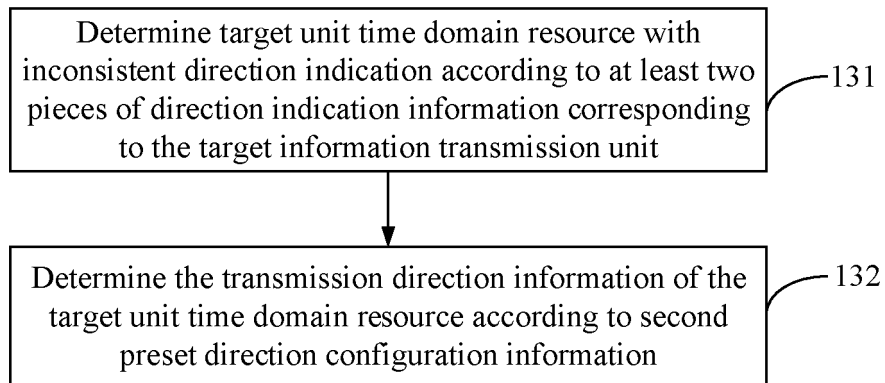 Determine target unit time domain resource with
inconsistent direction indication according to at least two
pieces of direction indication information corresponding
to the target information transmission unit
131
Determine the transmission direction information of the
target unit time domain resource according to second
preset direction configuration information
132